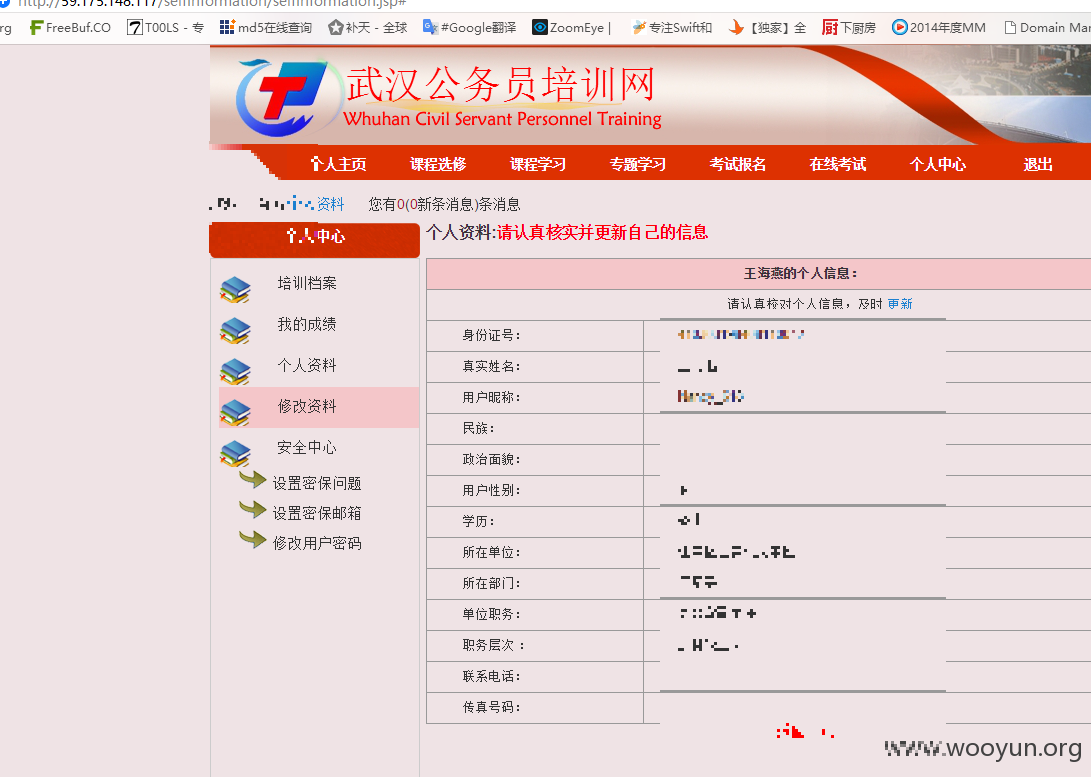 http://59.175.148.117/selfinformation/selfinformation.jsp#
rg FreeBuf.CO T00LS - 专 md5在线查询 补天 - 全球 #Google翻译 ZoomEye | 专注Swift和 【独家】全 下厨房 2014年度MM Domain Mar
武汉公务员培训网
Whuhan Civil Servant Personnel Training
个人主页 课程选修 课程学习 专题学习 考试报名 在线考试 个人中心 退出
资料 您有0(0新条消息)条消息
个人中心
个人资料:请认真核实并更新自己的信息
王海燕的个人信息：
请认真核对个人信息，及时 更新
培训档案
我的成绩
个人资料
修改资料
安全中心
设置密保问题
设置密保邮箱
修改用户密码
身份证号：
真实姓名：
用户昵称：
民族：
政治面貌：
用户性别：
学历：
所在单位：
所在部门：
单位职务：
职务层次 ：
联系电话：
传真号码：
www.wooyun.org